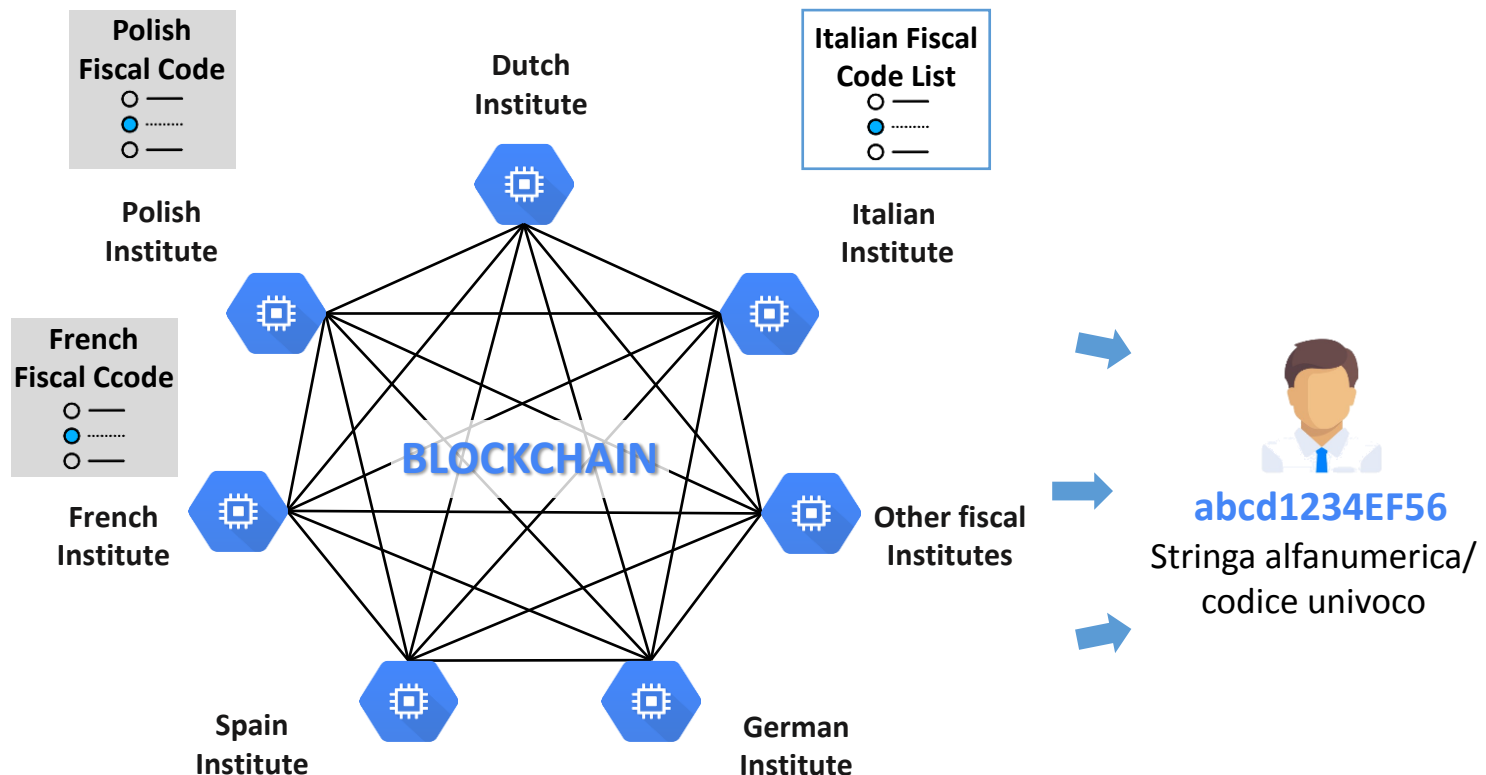 Polish
Fiscal Code
Dutch
Institute
Italian Fiscal
Code List
Polish
Institute
Italian
Institute
French
Fiscal Ccode
BLOCKCHAIN
French
Institute
Other fiscal
Institutes
abcd1234EF56
Stringa alfanumerica/
codice univoco
Spain
Institute
German
Institute